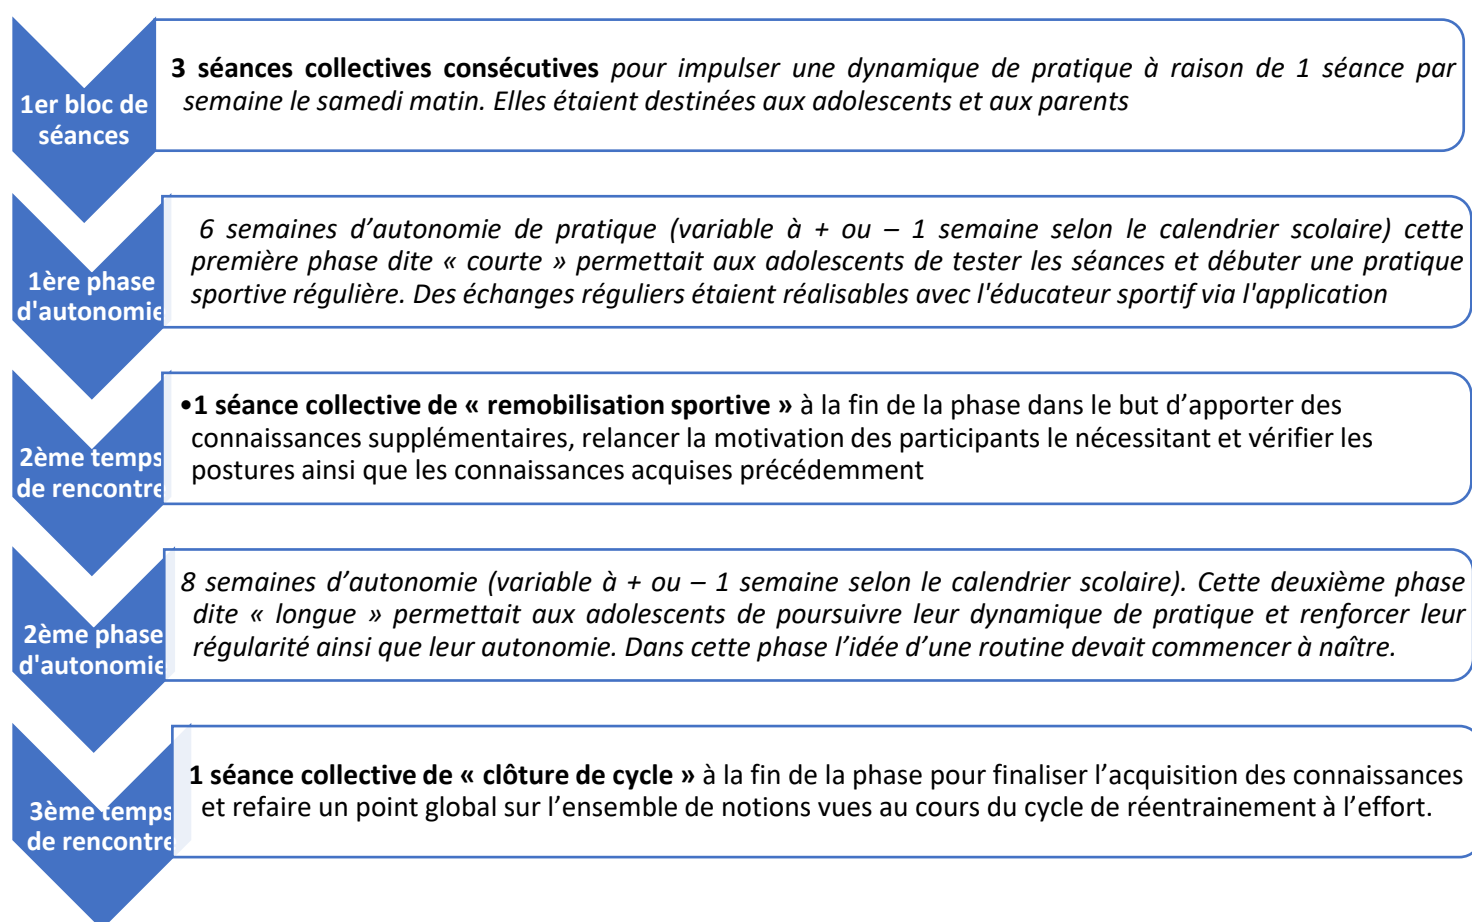 1er bloc de
séances
3 séances collectives consécutives pour impulser une dynamique de pratique à raison de 1 séance par
semaine le samedi matin. Elles étaient destinées aux adolescents et aux parents
1ère phase
d'autonomie
6 semaines d’autonomie de pratique (variable à + ou – 1 semaine selon le calendrier scolaire) cette
première phase dite « courte » permettait aux adolescents de tester les séances et débuter une pratique
sportive régulière. Des échanges réguliers étaient réalisables avec l'éducateur sportif via l'application
2ème temps
de rencontre
•1 séance collective de « remobilisation sportive » à la fin de la phase dans le but d’apporter des
connaissances supplémentaires, relancer la motivation des participants le nécessitant et vérifier les
postures ainsi que les connaissances acquises précédemment
2ème phase
d'autonomie
8 semaines d’autonomie (variable à + ou – 1 semaine selon le calendrier scolaire). Cette deuxième phase
dite « longue » permettait aux adolescents de poursuivre leur dynamique de pratique et renforcer leur
régularité ainsi que leur autonomie. Dans cette phase l’idée d’une routine devait commencer à naître.
3ème temps
de rencontre
1 séance collective de « clôture de cycle » à la fin de la phase pour finaliser l’acquisition des connaissances
et refaire un point global sur l’ensemble de notions vues au cours du cycle de réentrainement à l’effort.